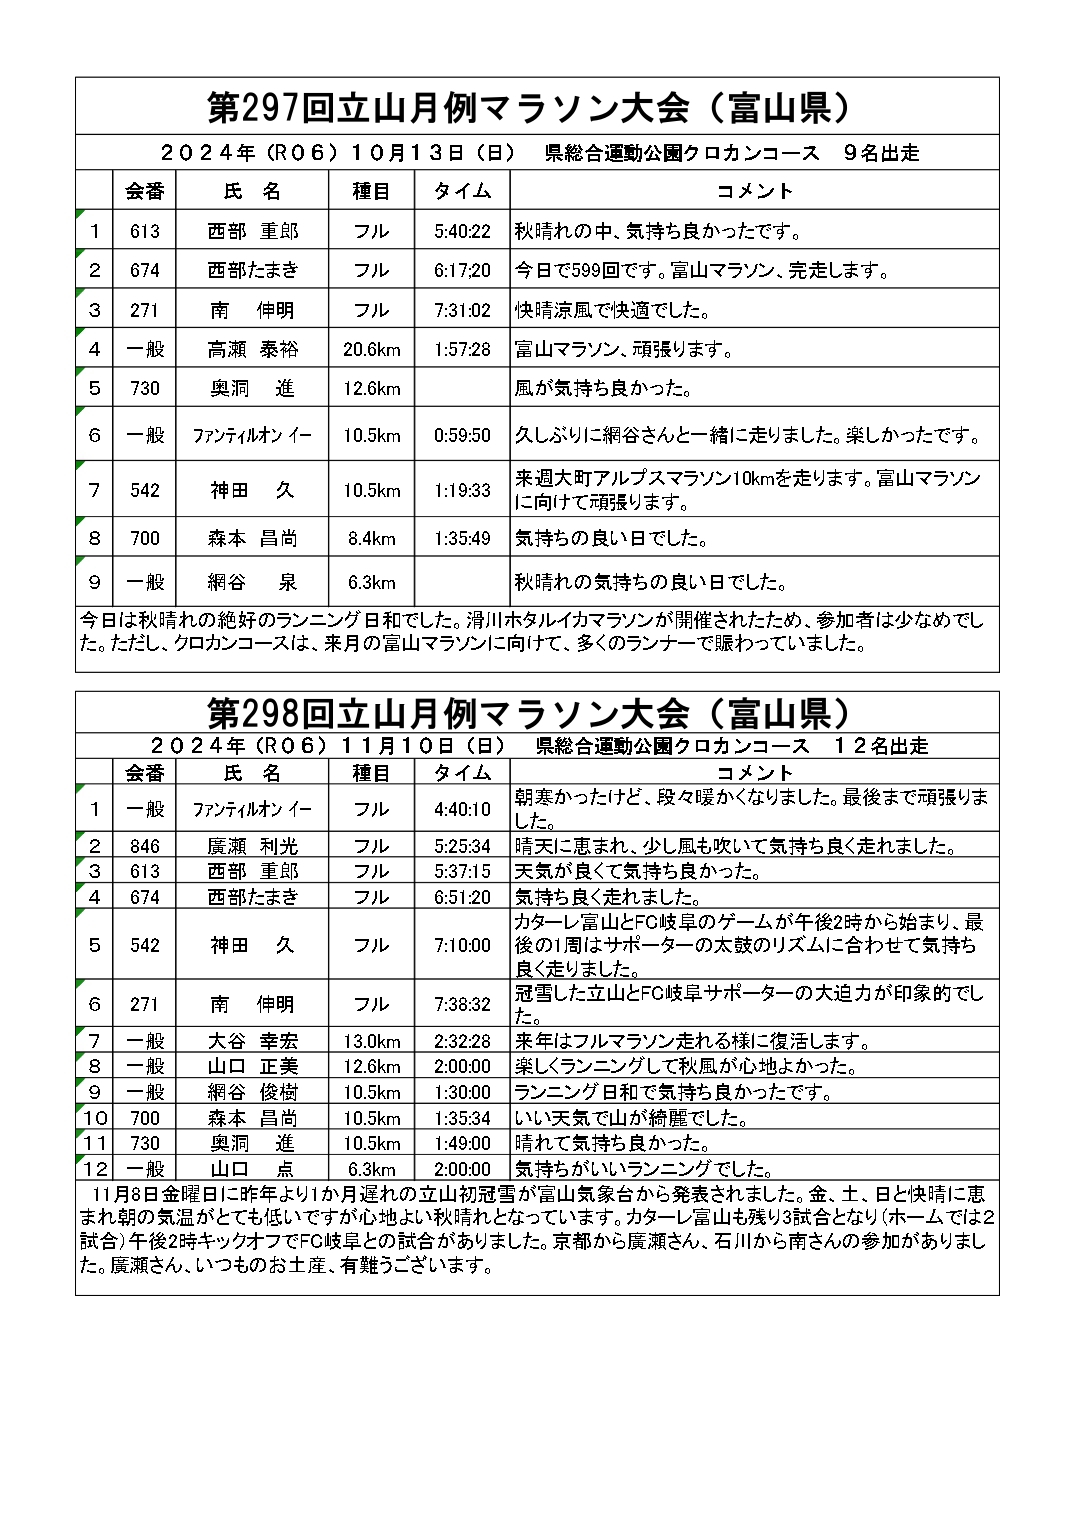 第297回立山月例マラソン大会（富山県）
２０２４年（R０６）１０月１３日（日）　県総合運動公園クロカンコース　９名出走
会番 氏　名 種目 タイム コメント
1 613 西部　重郎 フル 5:40:22 秋晴れの中、気持ち良かったです。
2 674 西部たまき フル 6:17;20 今日で599回です。富山マラソン、完走します。
3 271 南　伸明 フル 7:31:02 快晴涼風で快適でした。
4 一般 高瀬　泰裕 20.6km 1:57:28 富山マラソン、頑張ります。
5 730 奥洞　進 12.6km 風が気持ち良かった。
6 一般 ファンティルオン イー 10.5km 0:59:50 久しぶりに網谷さんと一緒に走りました。楽しかったです。
7 542 神田　久 10.5km 1:19:33 来週大町アルプスマラソン10kmを走ります。富山マラソン
に向けて頑張ります。
8 700 森本　昌尚 8.4km 1:35:49 気持ちの良い日でした。
9 一般 網谷　泉 6.3km 秋晴れの気持ちの良い日でした。
今日は秋晴れの絶好のランニング日和でした。滑川ホタルイカマラソンが開催されたため、参加者は少なめでし
た。ただし、クロカンコースは、来月の富山マラソンに向けて、多くのランナーで賑わっていました。
第298回立山月例マラソン大会（富山県）
２０２４年（R０６）１１月１０日（日）　県総合運動公園クロカンコース　１２名出走
会番 氏　名 種目 タイム コメント
1 一般 ファンティルオン イー フル 4:40:10 朝寒かったけど、段々暖かくなりました。最後まで頑張りま
した。
2 846 廣瀬　利光 フル 5:25:34 晴天に恵まれ、少し風も吹いて気持ち良く走れました。
3 613 西部　重郎 フル 5:37:15 天気が良くて気持ち良かった。
4 674 西部たまき フル 6:51:20 気持ち良く走れました。
5 542 神田　久 フル 7:10:00 カターレ富山とFC岐阜のゲームが午後2時から始まり、最
後の1周はサポーターの太鼓のリズムに合わせて気持ち
良く走りました。
6 271 南　伸明 フル 7:38:32 冠雪した立山とFC岐阜サポーターの大迫力が印象的でし
た。
7 一般 大谷　幸宏 13.0km 2:32:28 来年はフルマラソン走れる様に復活します。
8 一般 山口　正美 12.6km 2:00:00 楽しくランニングして秋風が心地よかった。
9 一般 網谷　俊樹 10.5km 1:30:00 ランニング日和で気持ち良かったです。
10 700 森本　昌尚 10.5km 1:35:34 いい天気で山が綺麗でした。
11 730 奥洞　進 10.5km 1:49:00 晴れて気持ち良かった。
12 一般 山口　点 6.3km 2:00:00 気持ちがいいランニングでした。
11月8日金曜日に昨年より1か月遅れの立山初冠雪が富山気象台から発表されました。金、土、日と快晴に恵
まれ朝の気温がとても低いですが心地よい秋晴れとなっています。カターレ富山も残り3試合となり（ホームでは2
試合）午後2時キックオフでFC岐阜との試合がありました。京都から廣瀬さん、石川から南さんの参加がありまし
た。廣瀬さん、いつものお土産、有難うございます。